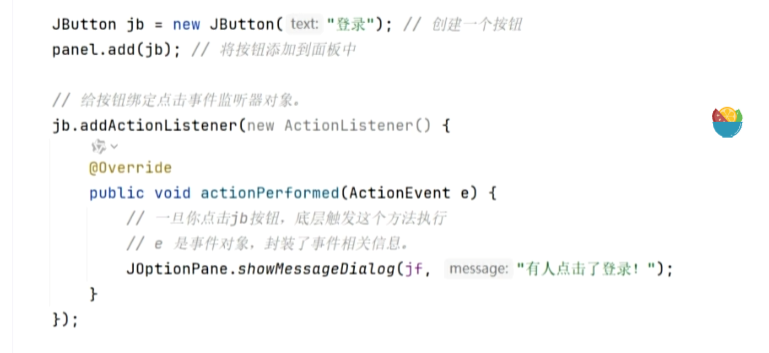 JButton jb = new JButton( text: "登录"); // 创建一个按钮
panel.add(jb); // 将按钮添加到面板中
// 给按钮绑定点击事件监听器对象。
jb.addActionListener(new ActionListener() {
@Override
public void actionPerformed(ActionEvent e) {
// 一旦你点击jb按钮，底层触发这个方法执行
// e 是事件对象，封装了事件相关信息。
JOptionPane.showMessageDialog(jf, message: "有人点击了登录！");
}
});